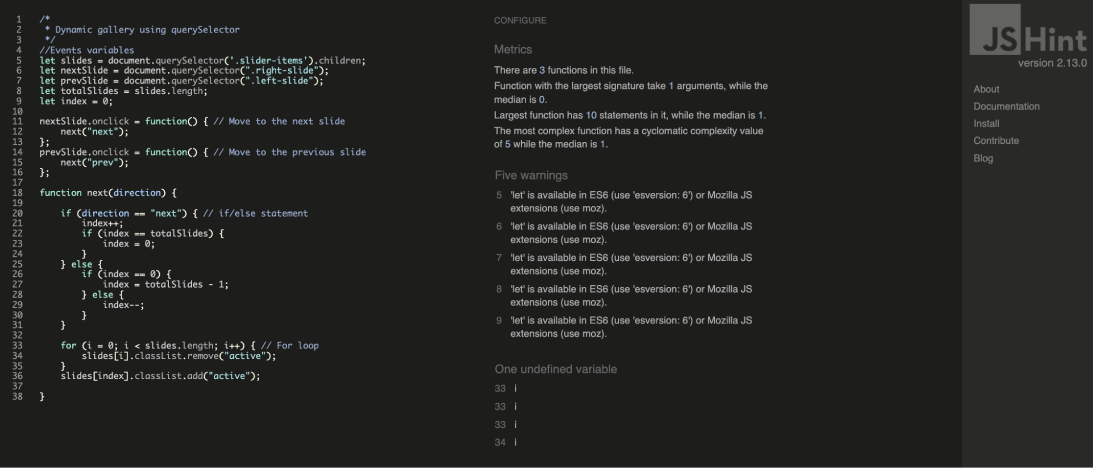 1 /*
2  * Dynamic gallery using querySelector
3  */
4 //Events variables
5 let slides = document.querySelector('.slider-items').children;
6 let nextSlide = document.querySelector(".right-slide");
7 let prevSlide = document.querySelector(".left-slide");
8 let totalSlides = slides.length;
9 let index = 0;
10
11 nextSlide.onclick = function() { // Move to the next slide
12     next("next");
13 };
14 prevSlide.onclick = function() { // Move to the previous slide
15     next("prev");
16 };
17
18 function next(direction) {
19
20     if (direction == "next") { // if/else statement
21         index++;
22         if (index == totalSlides) {
23             index = 0;
24         }
25     } else {
26         if (index == 0) {
27             index = totalSlides - 1;
28         } else {
29             index--;
30         }
31     }
32
33     for (i = 0; i < slides.length; i++) { // For loop
34         slides[i].classList.remove("active");
35     }
36     slides[index].classList.add("active");
37
38 }
CONFIGURE
Metrics
There are 3 functions in this file.
Function with the largest signature take 1 arguments, while the
median is 0.
Largest function has 10 statements in it, while the median is 1.
The most complex function has a cyclomatic complexity value
of 5 while the median is 1.
Five warnings
5 'let' is available in ES6 (use 'esversion: 6') or Mozilla JS
extensions (use moz).
6 'let' is available in ES6 (use 'esversion: 6') or Mozilla JS
extensions (use moz).
7 'let' is available in ES6 (use 'esversion: 6') or Mozilla JS
extensions (use moz).
8 'let' is available in ES6 (use 'esversion: 6') or Mozilla JS
extensions (use moz).
9 'let' is available in ES6 (use 'esversion: 6') or Mozilla JS
extensions (use moz).
One undefined variable
33 i
33 i
33 i
34 i
JSHint
version 2.13.0
About
Documentation
Install
Contribute
Blog